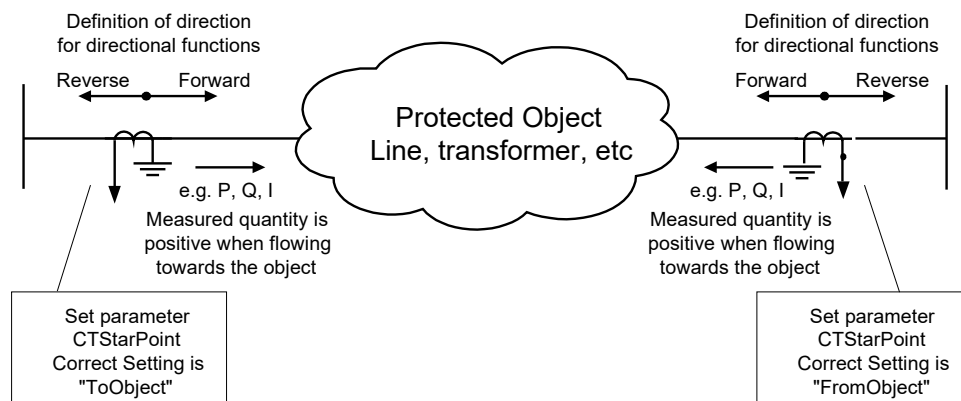 Definition of direction
for directional functions
Reverse
Forward
Definition of direction
for directional functions
Forward
Reverse
Protected Object
Line, transformer, etc
e.g. P, Q, I
Measured quantity is
positive when flowing
towards the object
e.g. P, Q, I
Measured quantity is
positive when flowing
towards the object
Set parameter
CTStarPoint
Correct Setting is
"ToObject"
Set parameter
CTStarPoint
Correct Setting is
"FromObject"